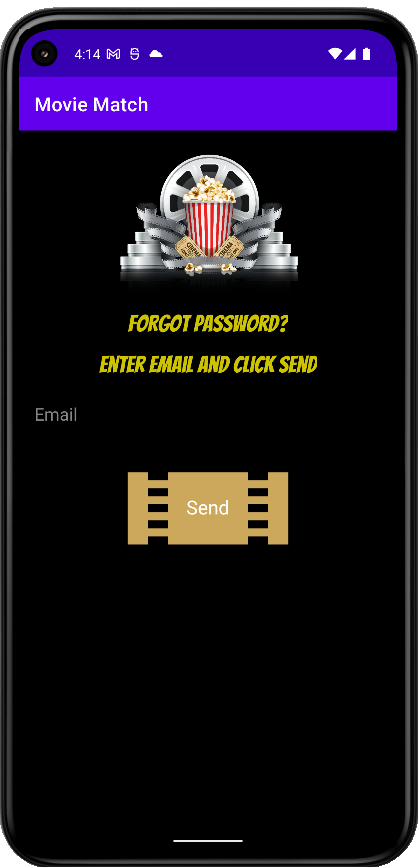 4:14
Movie Match
FORGOT PASSWORD?
ENTER EMAIL AND CLICK SEND
Email
Send